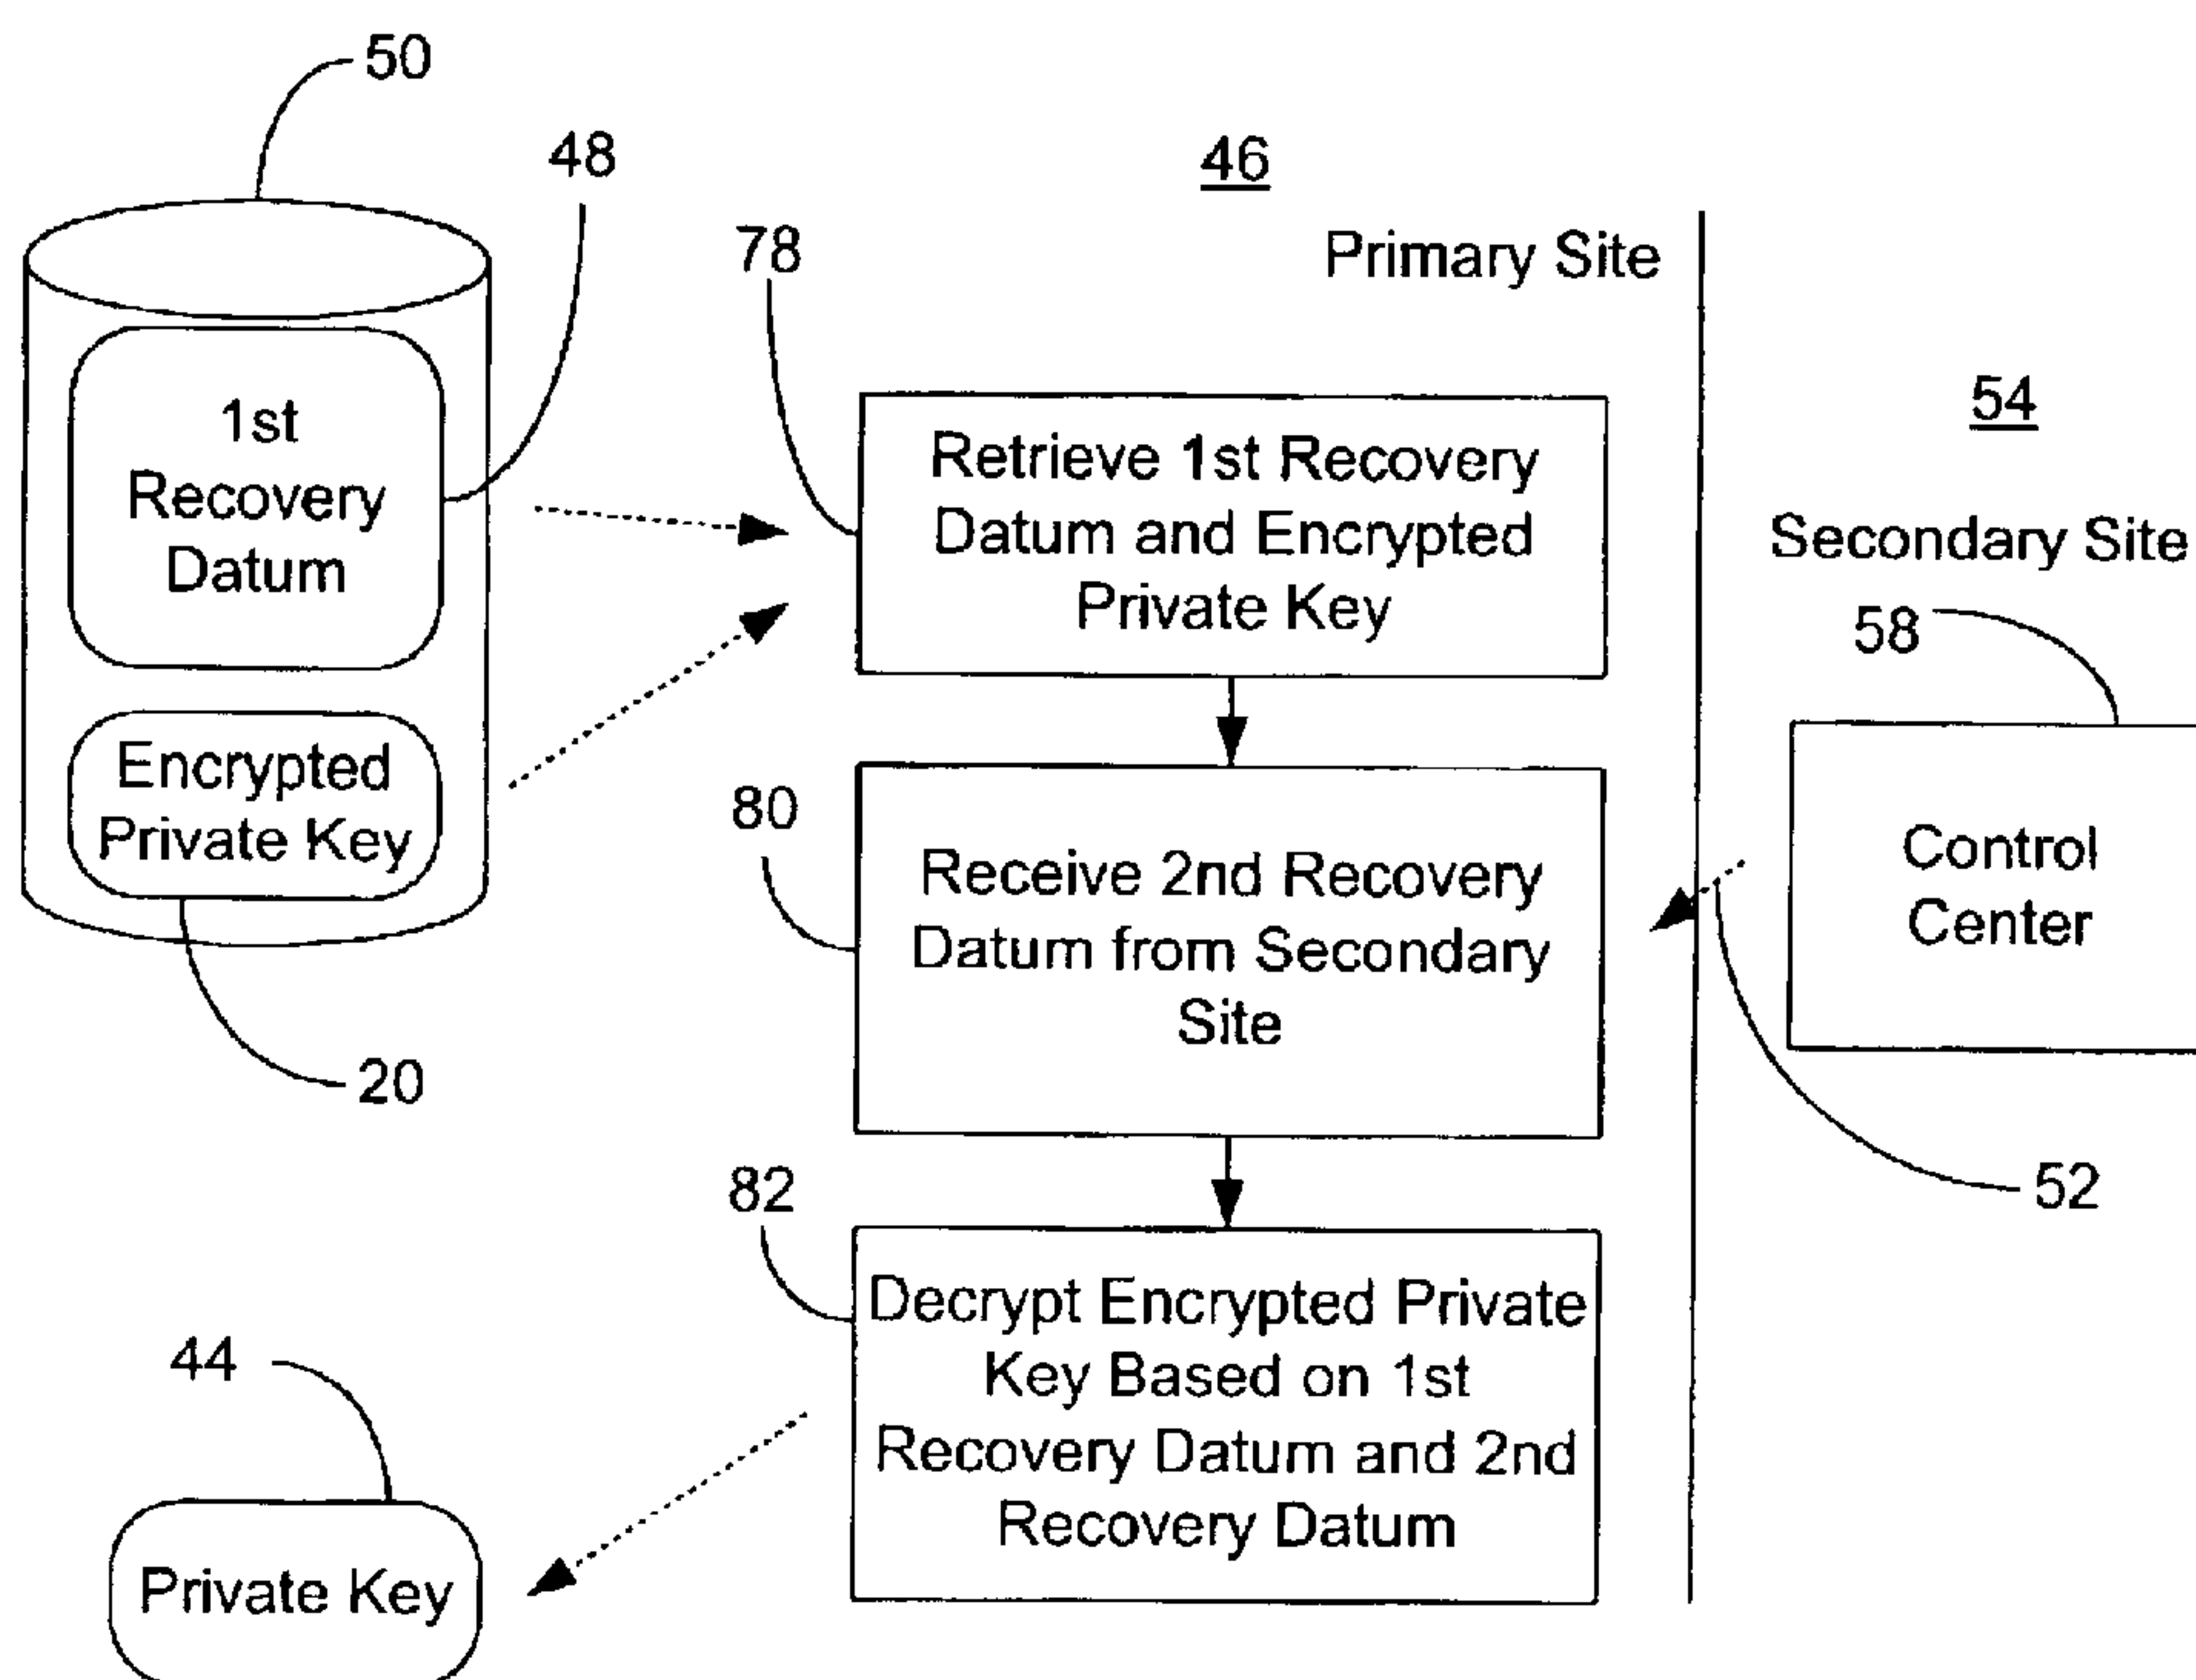 50
48
46
78
Primary Site
1st
Recovery
Datum
Encrypted
Private Key
20
Retrieve 1st Recovery
Datum and Encrypted
Private Key
54
Secondary Site
58
Control
Center
80
Receive 2nd Recovery
Datum from Secondary
Site
52
82
Decrypt Encrypted Private
Key Based on 1st
Recovery Datum and 2nd
Recovery Datum
44
Private Key